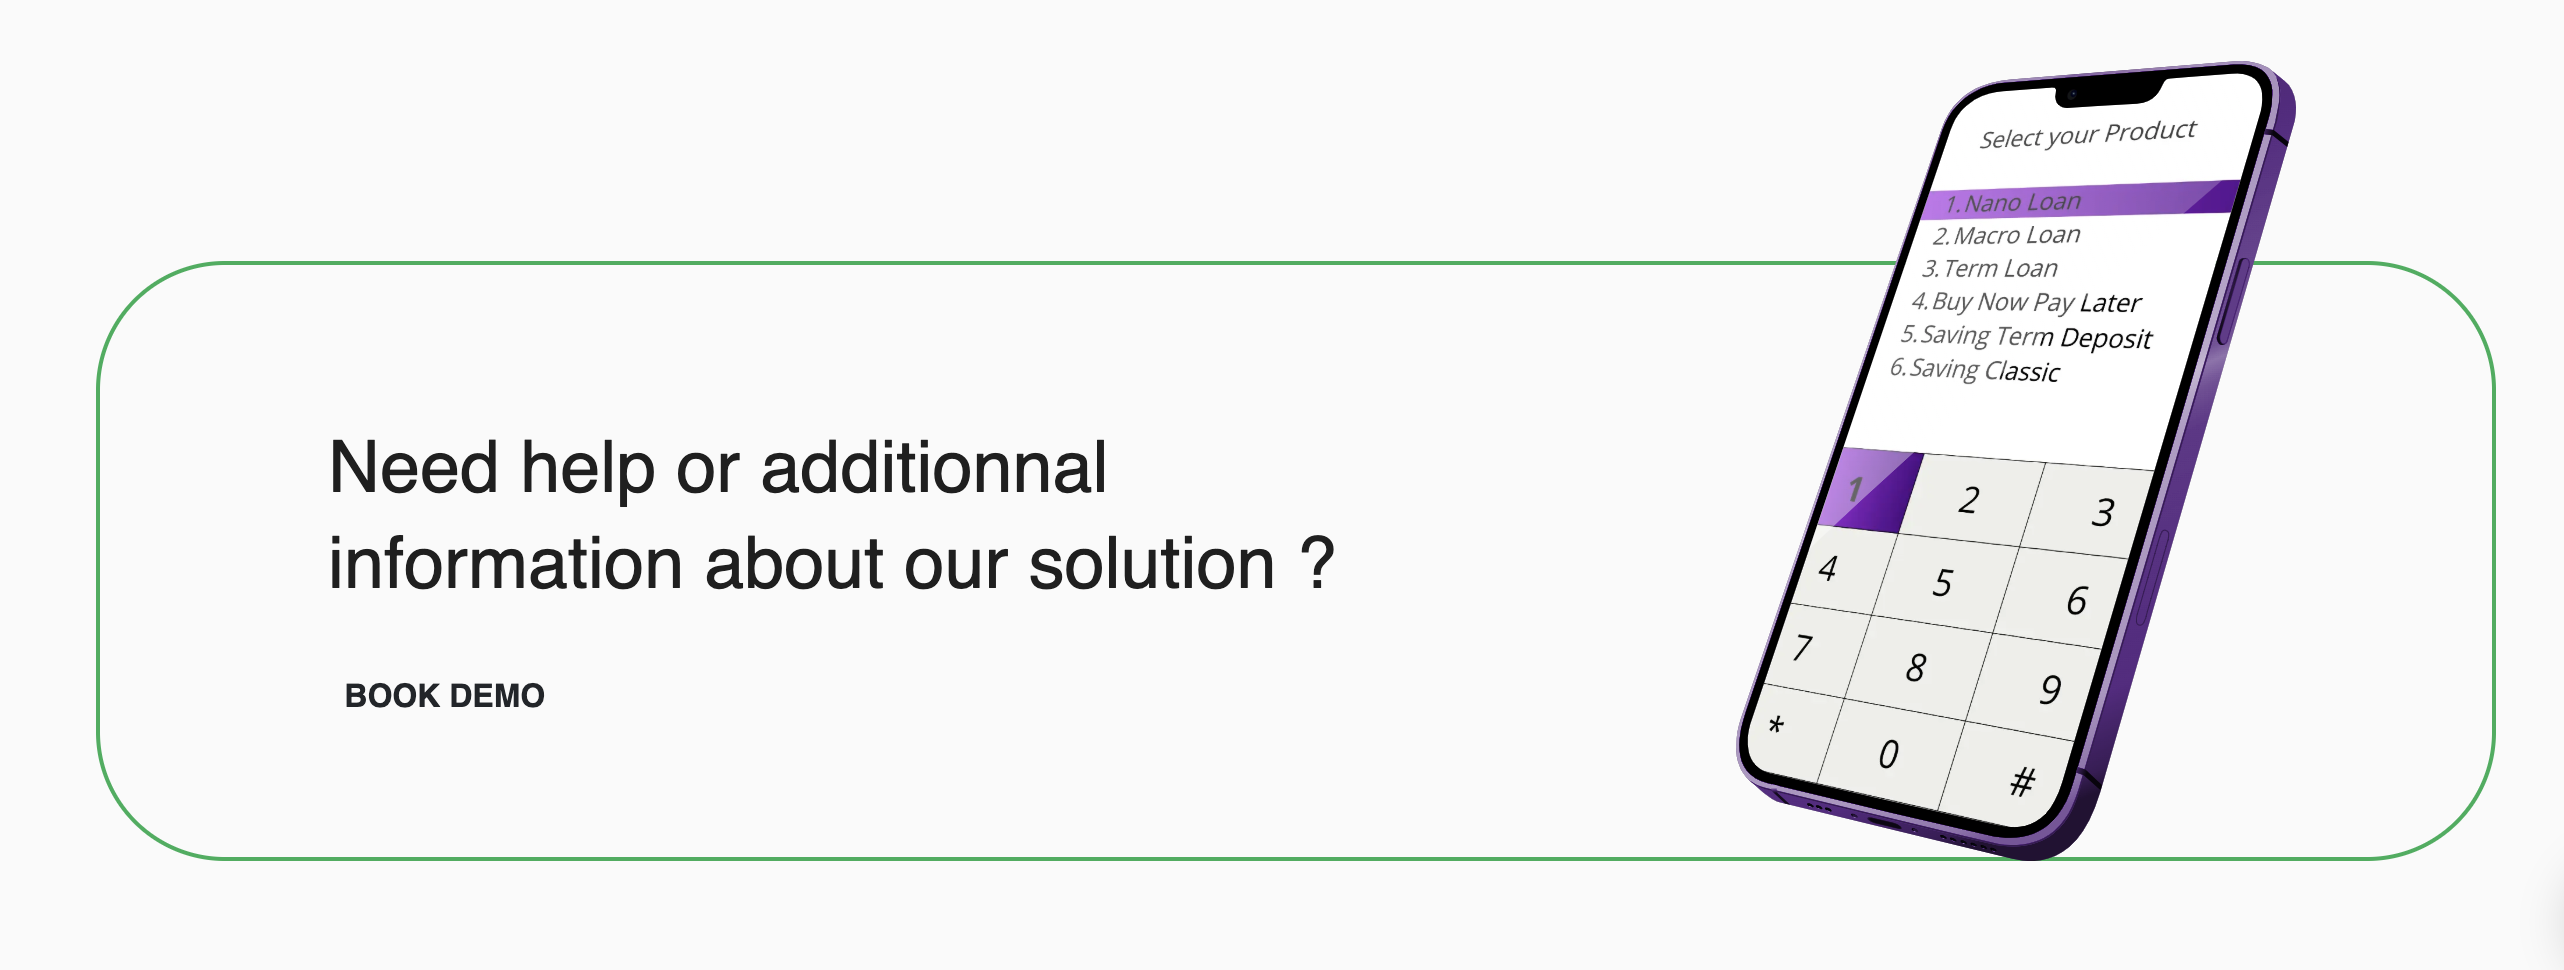 Need help or additionnal
information about our solution ?
BOOK DEMO
Select your Product
1.Nano Loan
2.Macro Loan
3.Term Loan
4.Buy Now Pay Later
5.Saving Term Deposit
6.Saving Classic
1 2 3
4 5 6
7 8 9
* 0 #